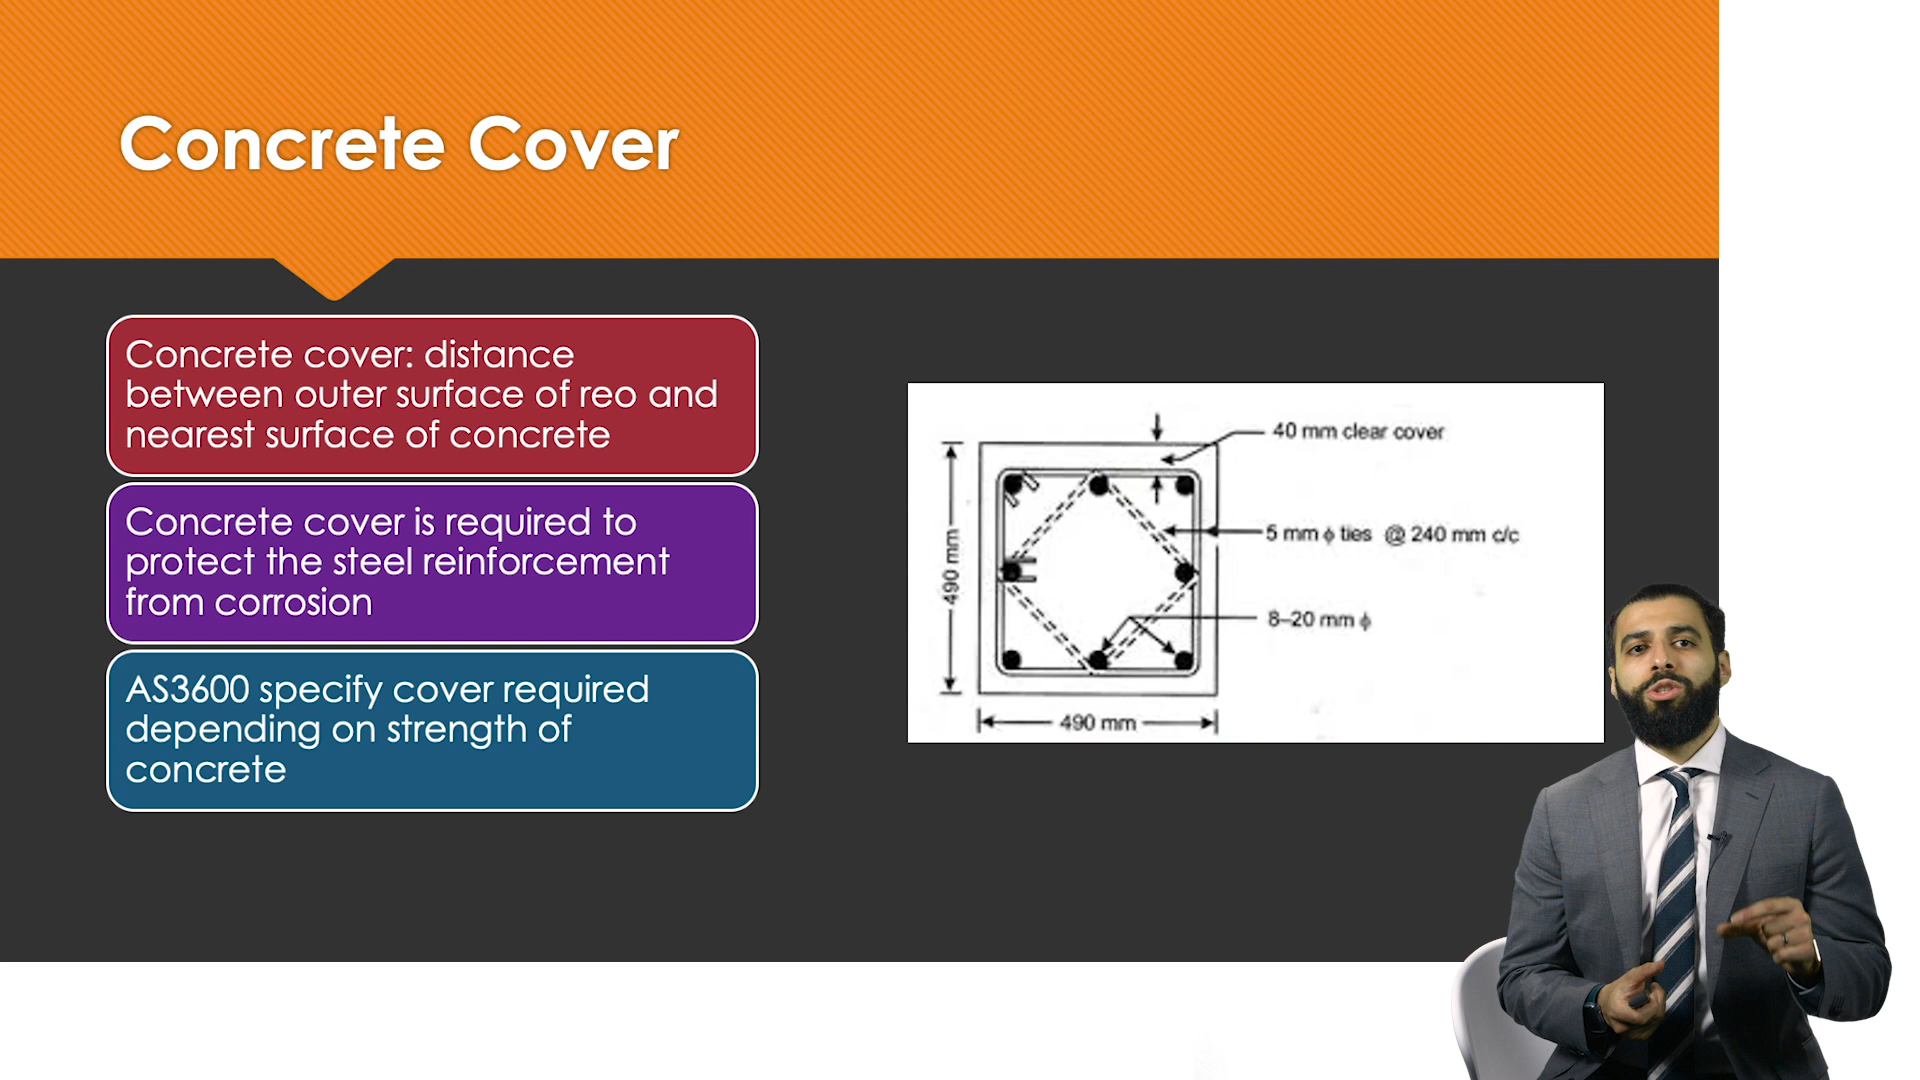 Concrete Cover
Concrete cover: distance
between outer surface of reo and
nearest surface of concrete
Concrete cover is required to
protect the steel reinforcement
from corrosion
AS3600 specify cover required
depending on strength of
concrete
40 mm clear cover
490 mm
5 mm ϕ ties @ 240 mm c/c
8–20 mm ϕ
490 mm